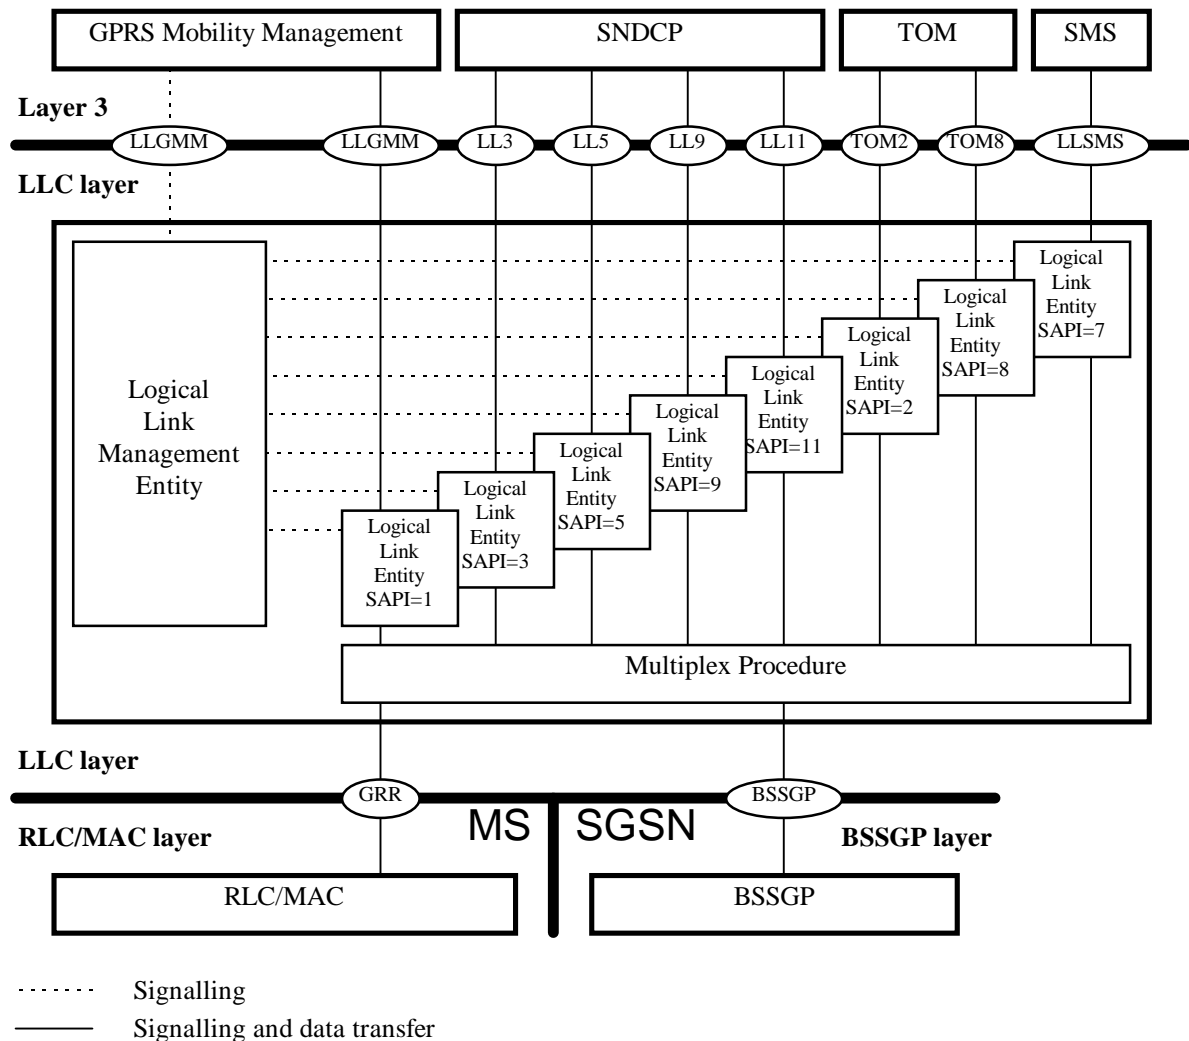 GPRS Mobility Management
SNDCP
TOM
SMS
Layer 3
LLGMM
LLGMM
LL3
LL5
LL9
LL11
TOM2
TOM8
LLSMS
LLC layer
Logical
Link
Management
Entity
Logical
Link
Entity
SAPI=1
Logical
Link
Entity
SAPI=3
Logical
Link
Entity
SAPI=5
Logical
Link
Entity
SAPI=9
Logical
Link
Entity
SAPI=11
Logical
Link
Entity
SAPI=2
Logical
Link
Entity
SAPI=8
Logical
Link
Entity
SAPI=7
Multiplex Procedure
LLC layer
GRR
BSSGP
MS
SGSN
RLC/MAC layer
BSSGP layer
RLC/MAC
BSSGP
Signalling
Signalling and data transfer